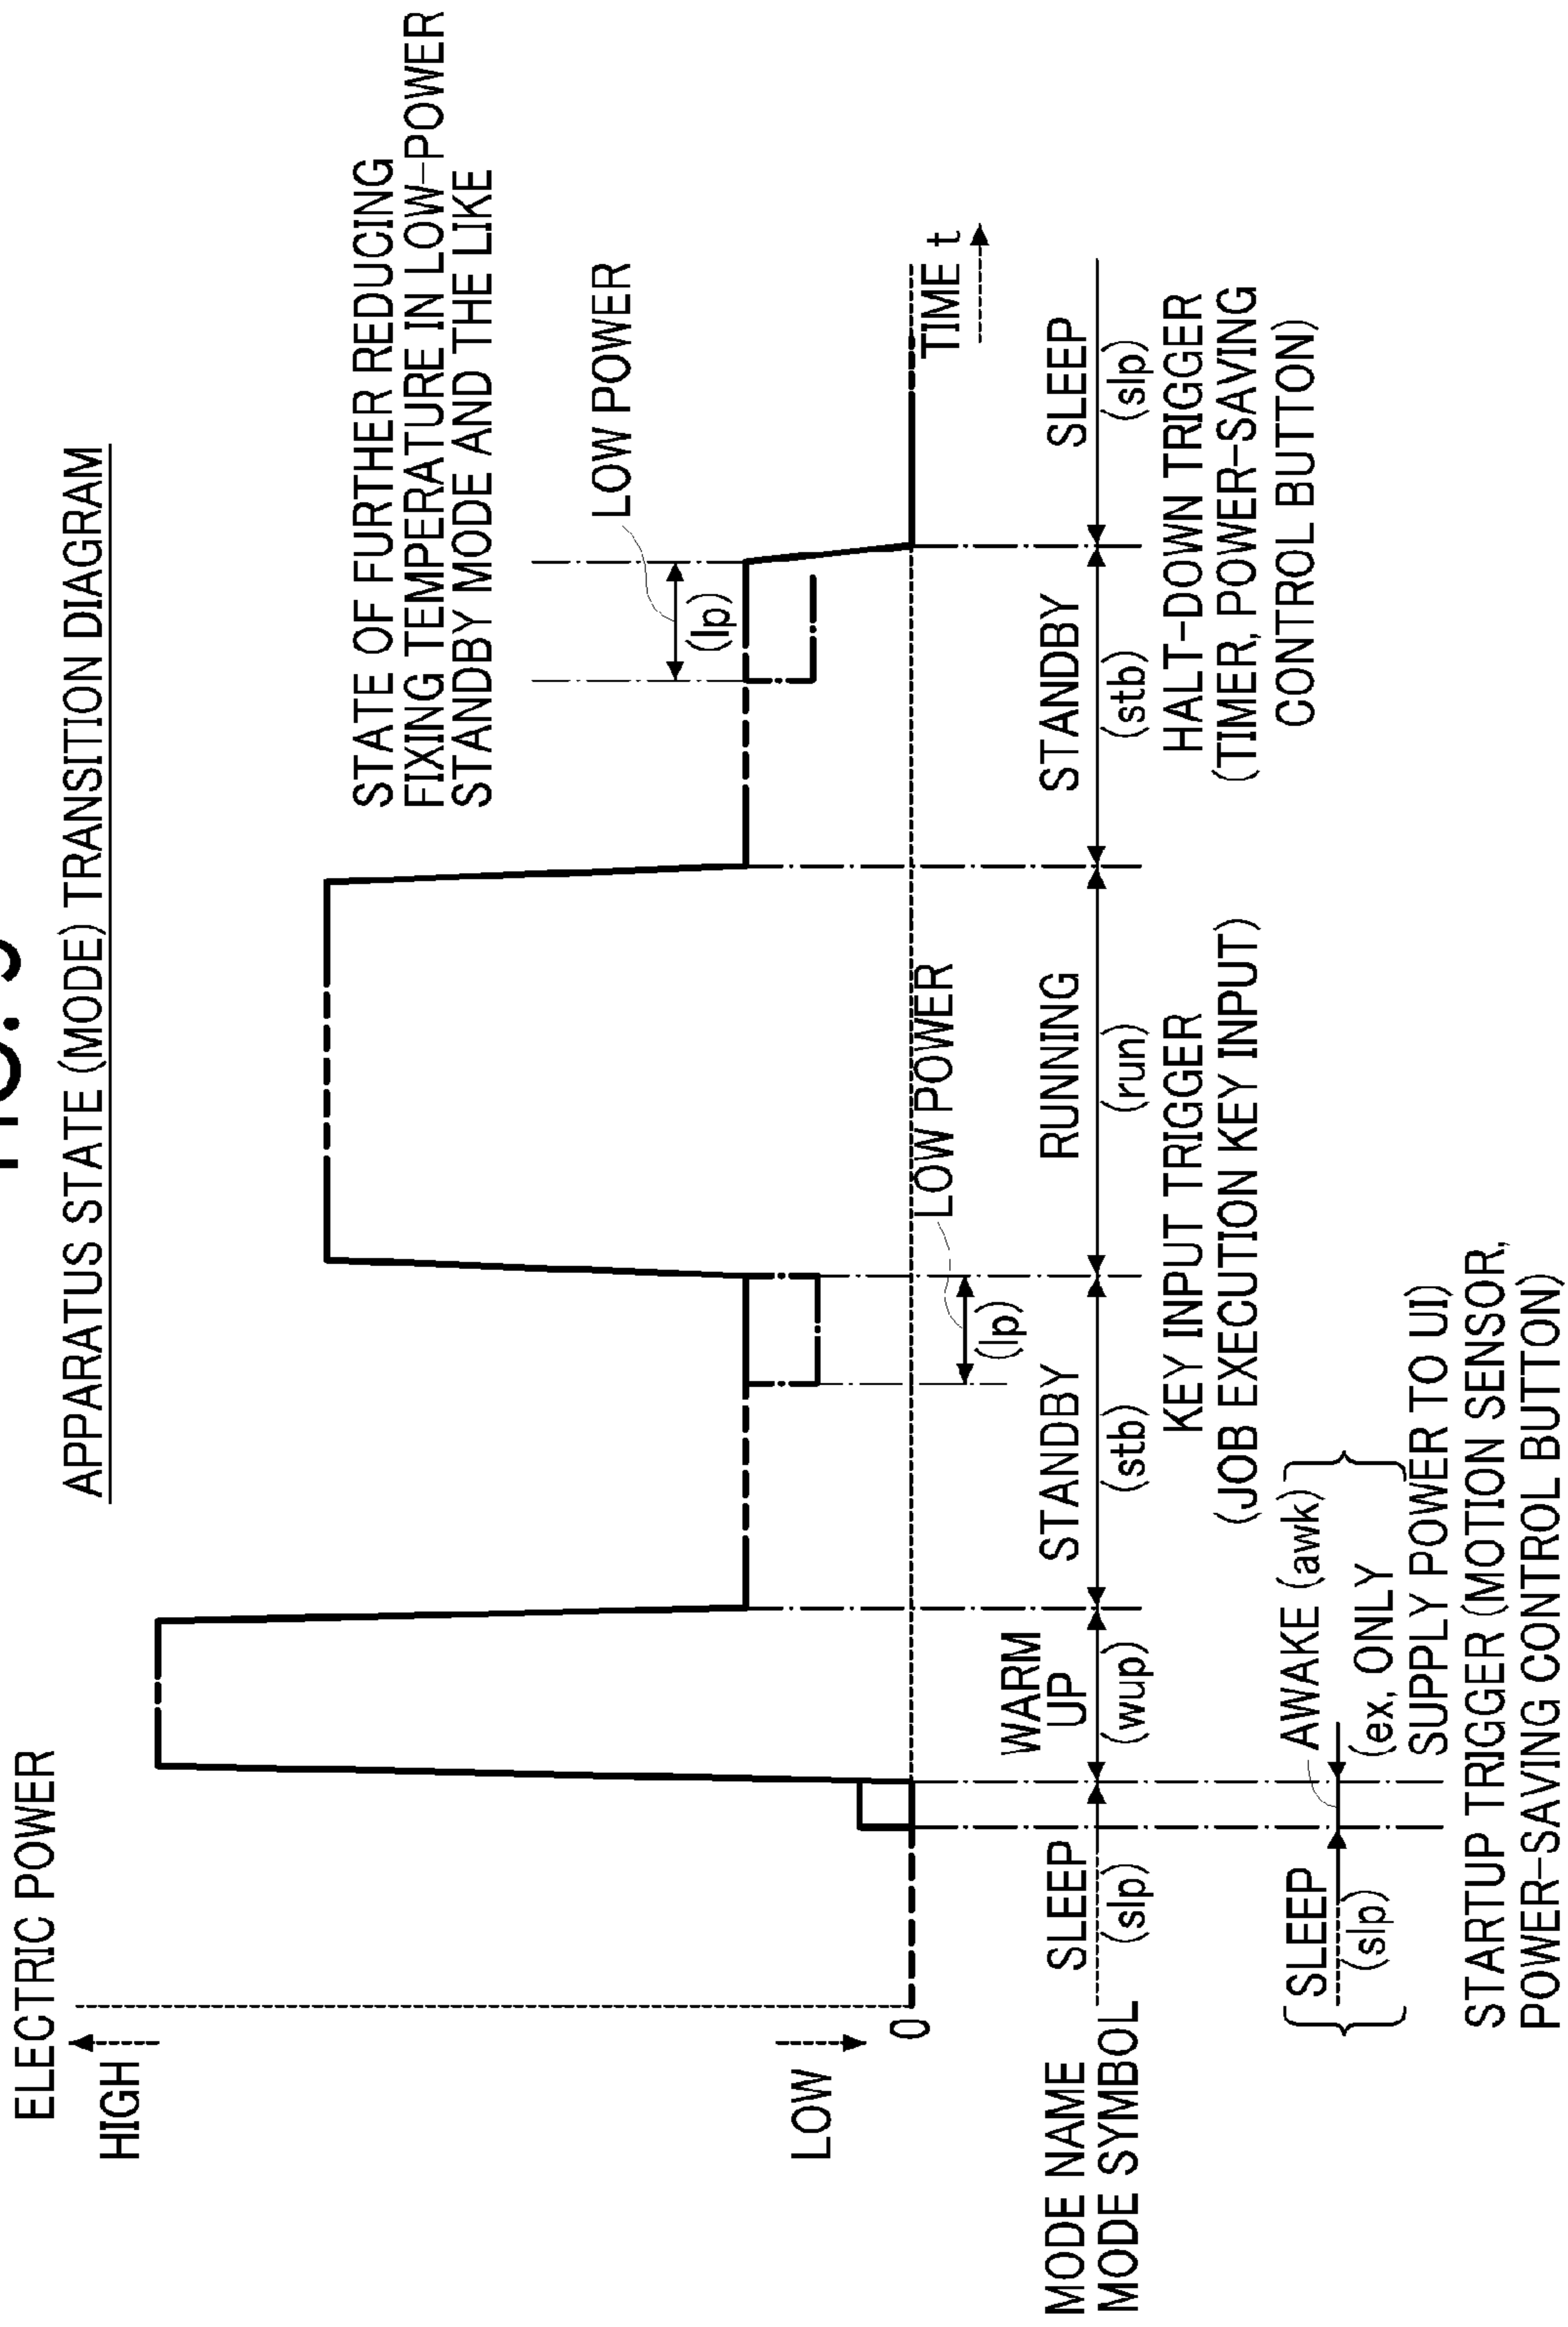 APPARATUS STATE (MODE) TRANSITION DIAGRAM
ELECTRIC POWER
HIGH
LOW
0
STATE OF FURTHER REDUCING
FIXING TEMPERATURE IN LOW-POWER
STANDBY MODE AND THE LIKE
LOW POWER
(lp)
TIME t
LOW POWER
(lp)
MODE NAME
MODE SYMBOL
SLEEP
(slp)
WARM
UP
(wup)
STANDBY
(stb)
RUNNING
(run)
STANDBY
(stb)
SLEEP
(slp)
KEY INPUT TRIGGER
(JOB EXECUTION KEY INPUT)
HALT-DOWN TRIGGER
(TIMER, POWER-SAVING
CONTROL BUTTON)
SLEEP
(slp)
AWAKE (awk)
(ex, ONLY
SUPPLY POWER TO UI)
STARTUP TRIGGER (MOTION SENSOR,
POWER-SAVING CONTROL BUTTON)